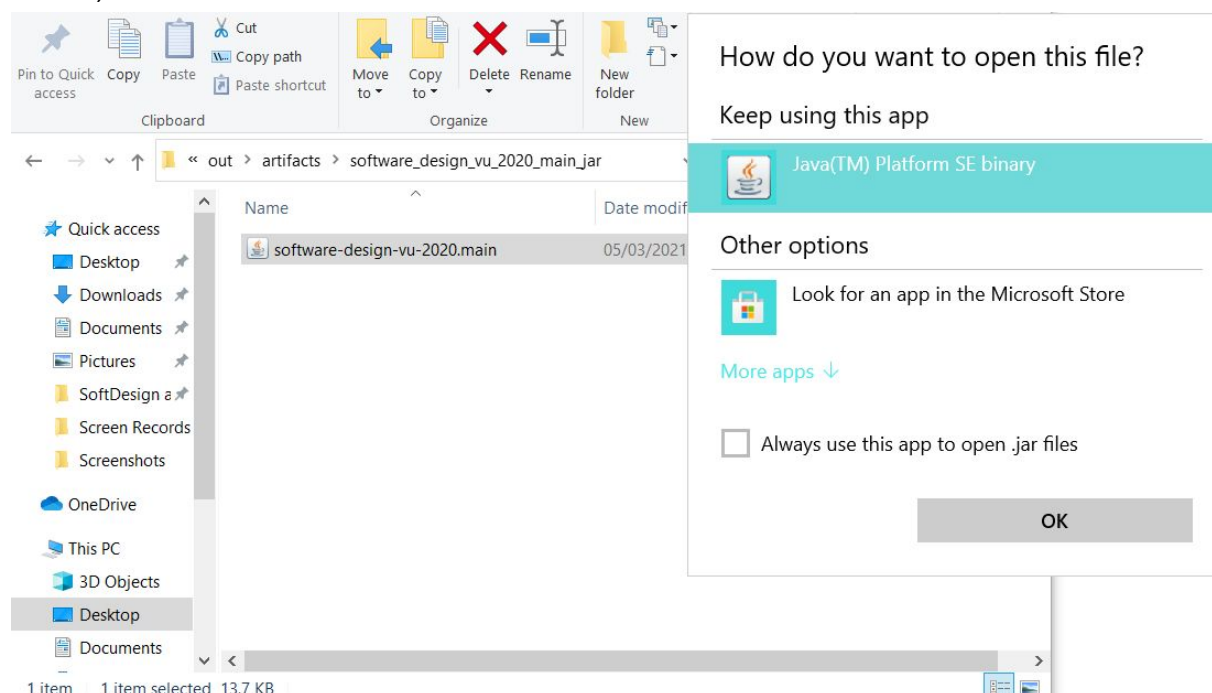 Cut
Copy path
Paste shortcut
Pin to Quick access
Copy
Paste
Move to
Copy to
Delete
Rename
New folder
Clipboard
Organize
New
« out > artifacts > software_design_vu_2020_main_jar
Name
Date modif
Quick access
Desktop
Downloads
Documents
Pictures
SoftDesign a
Screen Records
Screenshots
OneDrive
This PC
3D Objects
Desktop
Documents
software-design-vu-2020.main
05/03/2021
1 item
1 item selected 13.7 KB
How do you want to open this file?
Keep using this app
Java(TM) Platform SE binary
Other options
Look for an app in the Microsoft Store
More apps ↓
Always use this app to open .jar files
OK